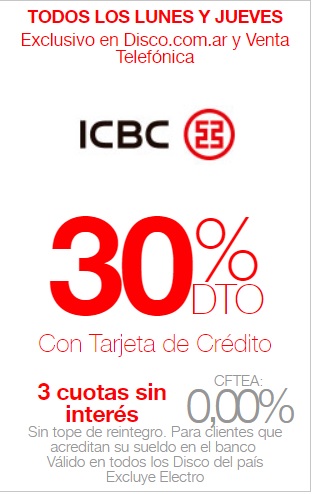 TODOS LOS LUNES Y JUEVES
Exclusivo en Disco.com.ar y Venta
Telefónica
ICBC
30%
DTO
Con Tarjeta de Crédito
3 cuotas sin
interés
CFTEA:
0,00%
Sin tope de reintegro. Para clientes que
acreditan su sueldo en el banco
Válido en todos los Disco del país
Excluye Electro